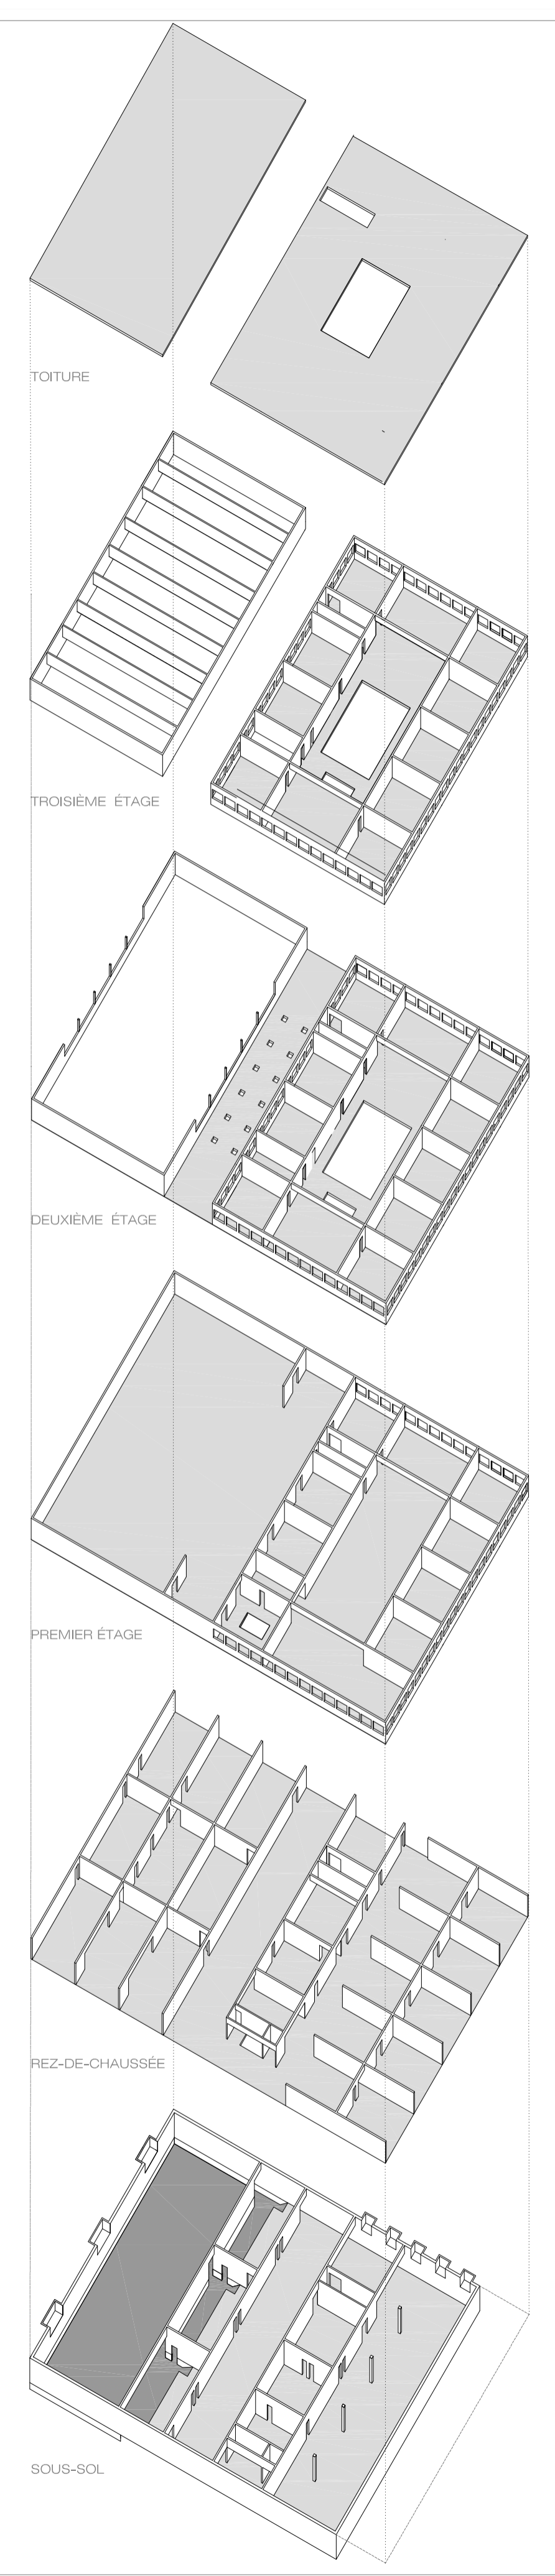 TOITURE
TROISIÈME ÉTAGE
DEUXIÈME ÉTAGE
PREMIER ÉTAGE
REZ-DE-CHAUSSÉE
SOUS-SOL